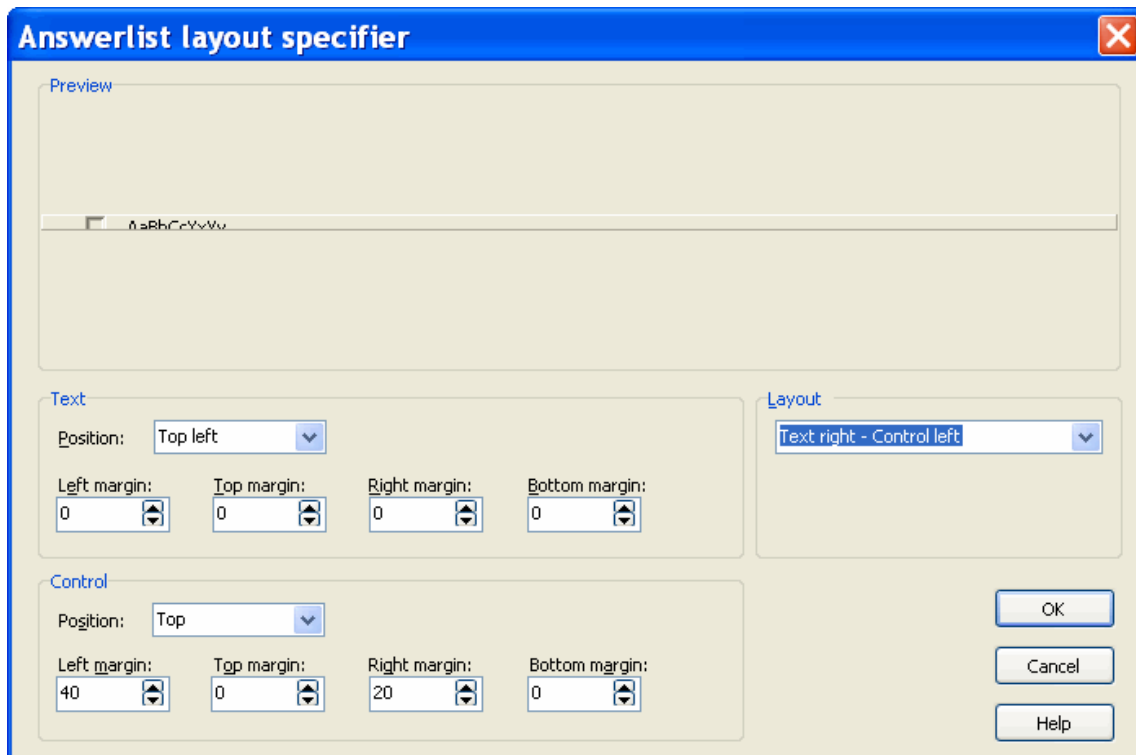 Answerlist layout specifier
Preview
AaBbCcXxYy
Text
Layout
Position: Top left
Text right - Control left
Left margin: Top margin: Right margin: Bottom margin:
0 0 0 0
Control
Position: Top
OK
Left margin: Top margin: Right margin: Bottom margin:
Cancel
40 0 20 0
Help